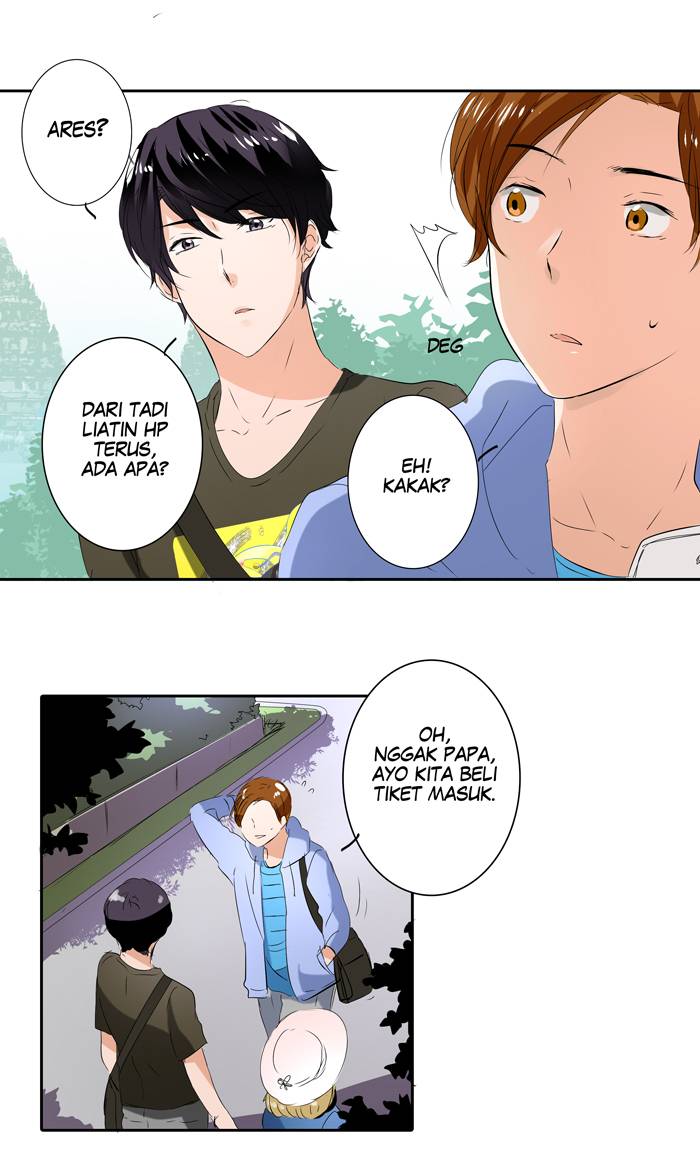 ARES?
DARI TADI
LIATIN HP
TERUS,
ADA APA?
DEG
EH!
KAKAK?
OH,
NGGAK PAPA,
AYO KITA BELI
TIKET MASUK.